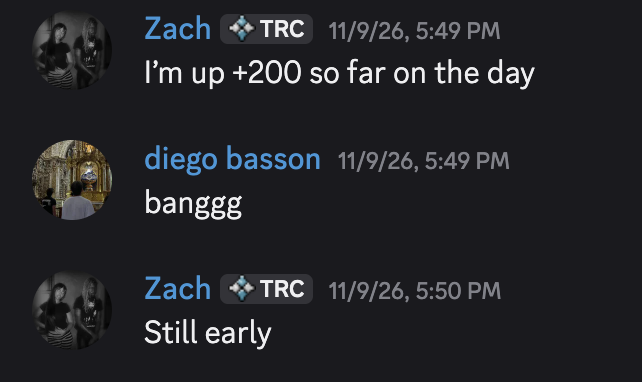 Zach TRC 11/9/26, 5:49 PM
I’m up +200 so far on the day
diego basson 11/9/26, 5:49 PM
banggg
Zach TRC 11/9/26, 5:50 PM
Still early